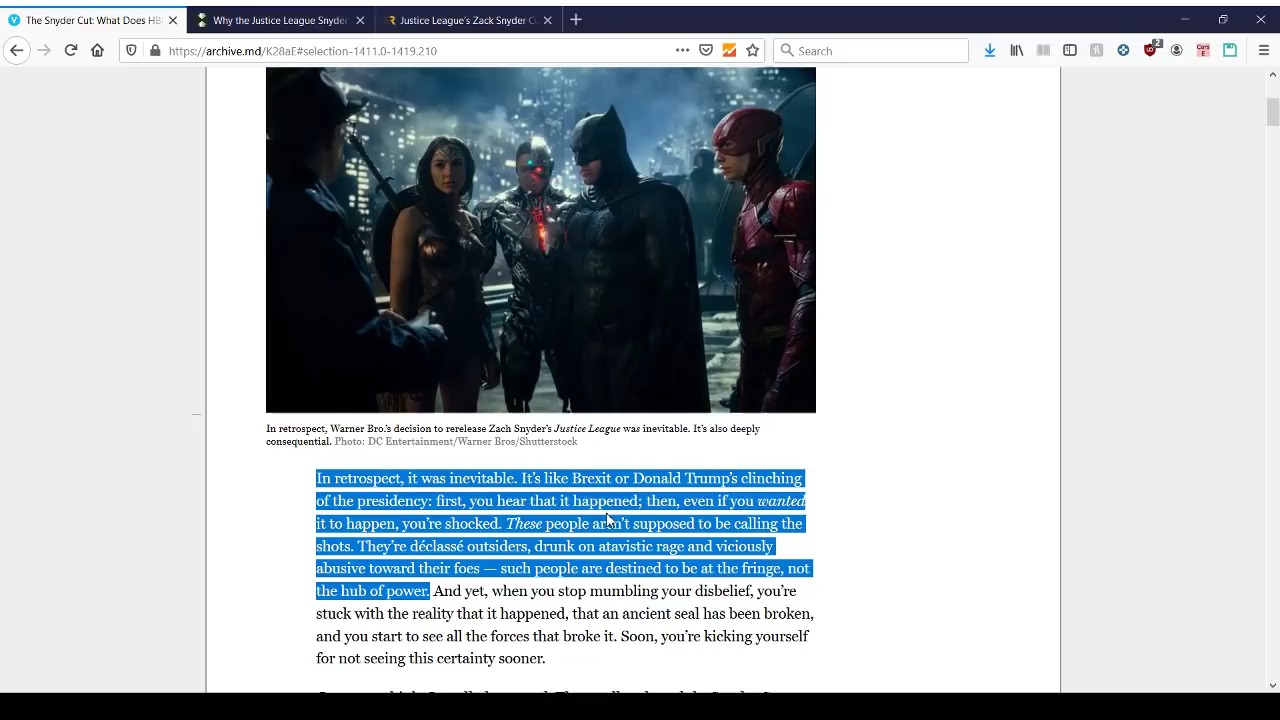 The Snyder Cut: What Does HB
Why the Justice League Snyder
Justice League's Zack Snyder C
https://archive.md/K28aE#selection-1411.0-1419.210
Search
2
In retrospect, Warner Bro.'s decision to rerelease Zach Snyder's Justice League was inevitable. It's also deeply
consequential. Photo: DC Entertainment/Warner Bros/Shutterstock
In retrospect, it was inevitable. It's like Brexit or Donald Trump's clinching
of the presidency: first, you hear that it happened; then, even if you wanted
it to happen, you're shocked. These people aren't supposed to be calling the
shots. They're déclassé outsiders, drunk on atavistic rage and viciously
abusive toward their foes — such people are destined to be at the fringe, not
the hub of power. And yet, when you stop mumbling your disbelief, you're
stuck with the reality that it happened, that an ancient seal has been broken,
and you start to see all the forces that broke it. Soon, you're kicking yourself
for not seeing this certainty sooner.